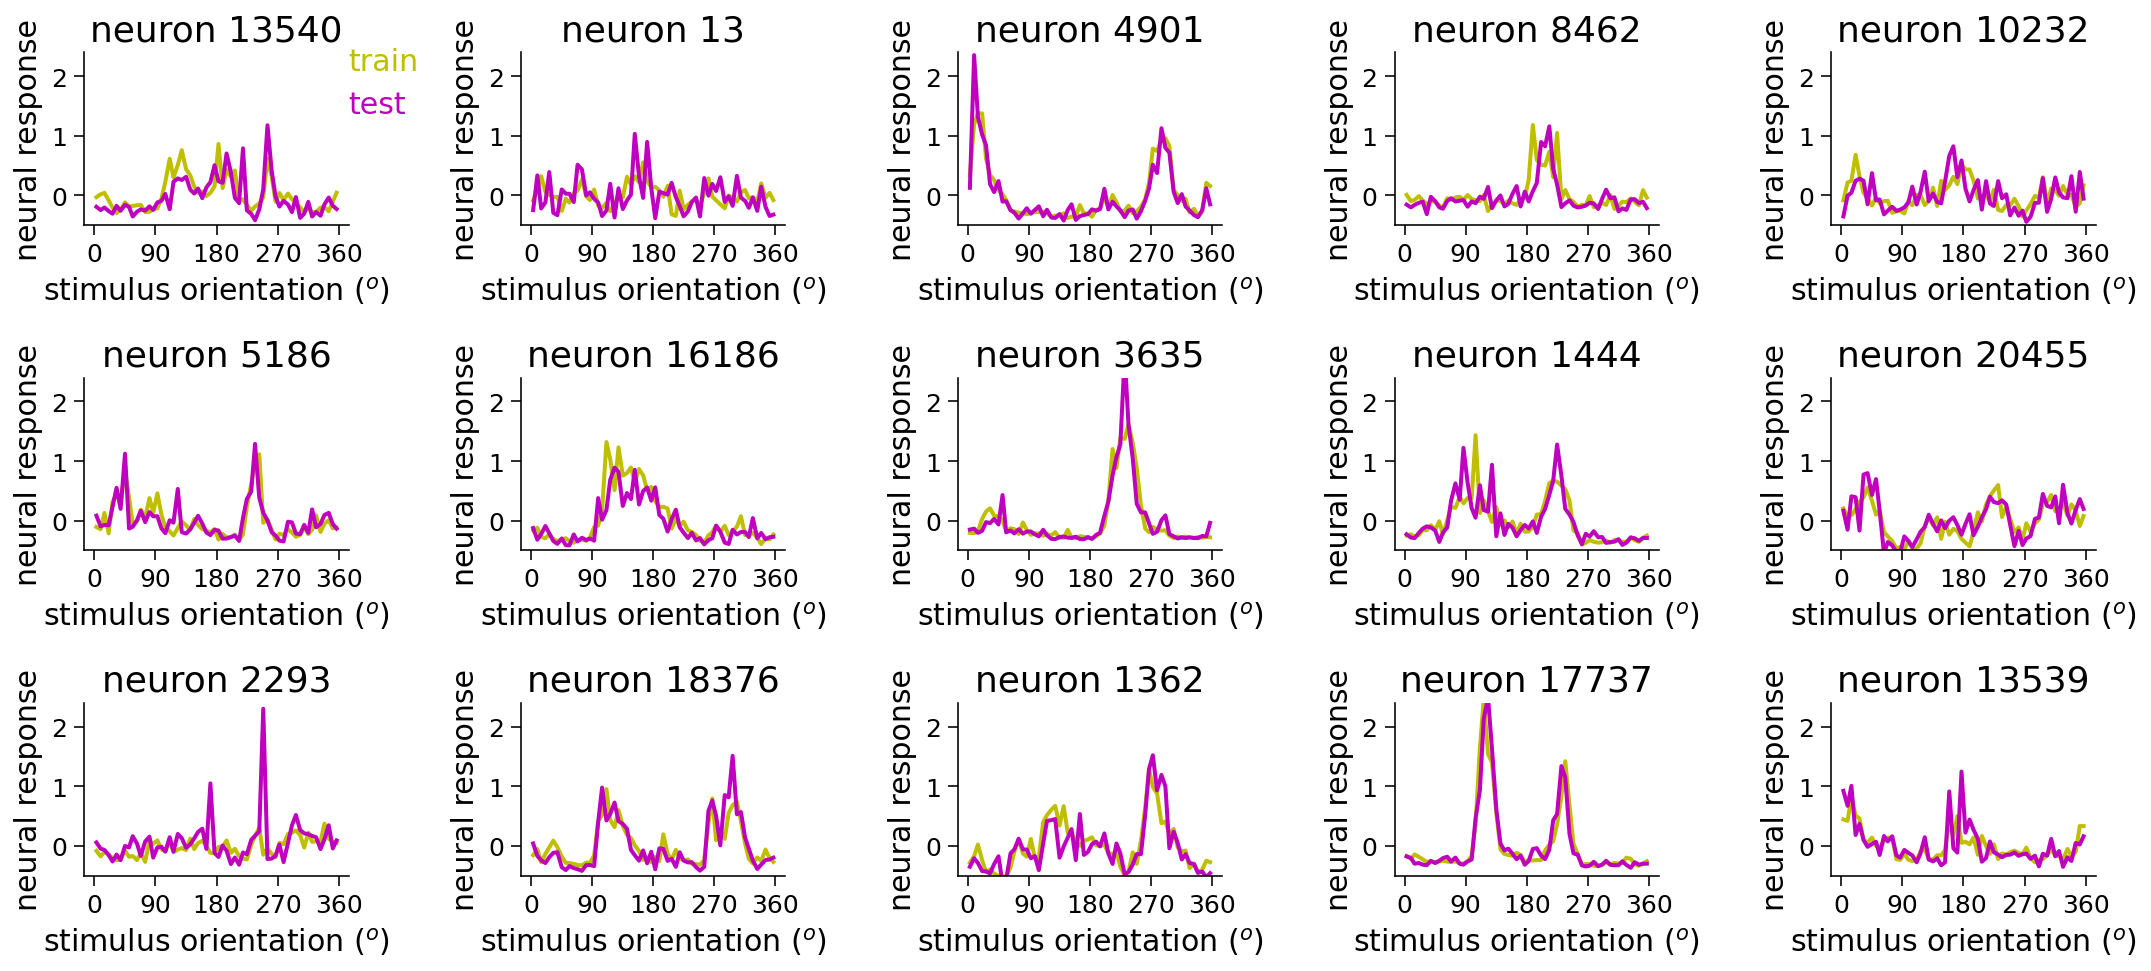 neuron 13540
train
test
neural response
2
1
0
0 90 180 270 360
stimulus orientation (º)
neuron 13
neural response
2
1
0
0 90 180 270 360
stimulus orientation (º)
neuron 4901
neural response
2
1
0
0 90 180 270 360
stimulus orientation (º)
neuron 8462
neural response
2
1
0
0 90 180 270 360
stimulus orientation (º)
neuron 10232
neural response
2
1
0
0 90 180 270 360
stimulus orientation (º)
neuron 5186
neural response
2
1
0
0 90 180 270 360
stimulus orientation (º)
neuron 16186
neural response
2
1
0
0 90 180 270 360
stimulus orientation (º)
neuron 3635
neural response
2
1
0
0 90 180 270 360
stimulus orientation (º)
neuron 1444
neural response
2
1
0
0 90 180 270 360
stimulus orientation (º)
neuron 20455
neural response
2
1
0
0 90 180 270 360
stimulus orientation (º)
neuron 2293
neural response
2
1
0
0 90 180 270 360
stimulus orientation (º)
neuron 18376
neural response
2
1
0
0 90 180 270 360
stimulus orientation (º)
neuron 1362
neural response
2
1
0
0 90 180 270 360
stimulus orientation (º)
neuron 17737
neural response
2
1
0
0 90 180 270 360
stimulus orientation (º)
neuron 13539
neural response
2
1
0
0 90 180 270 360
stimulus orientation (º)